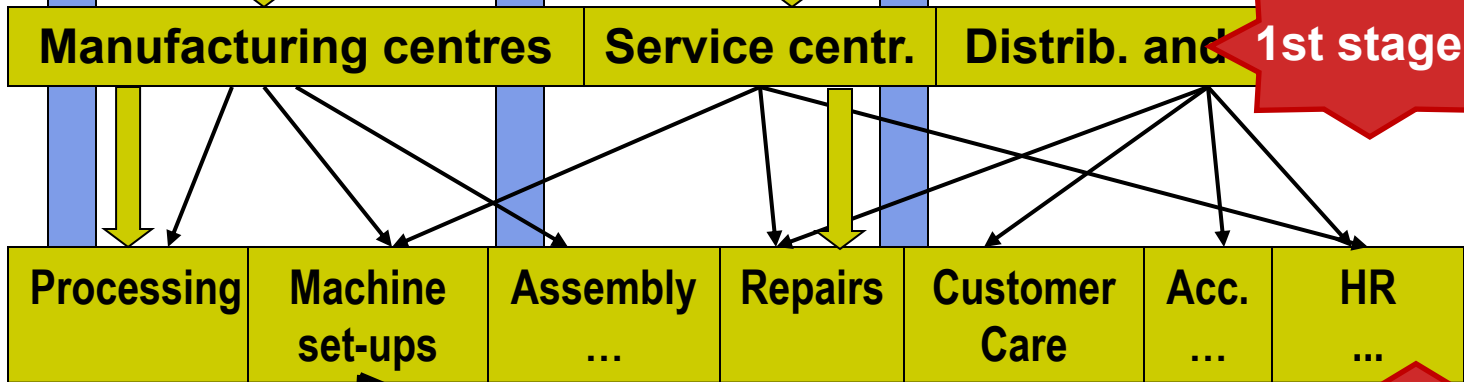 Manufacturing centres
Service centr.
Distrib. and
1st stage
Processing
Machine
set-ups
Assembly
…
Repairs
Customer
Care
Acc.
…
HR
...